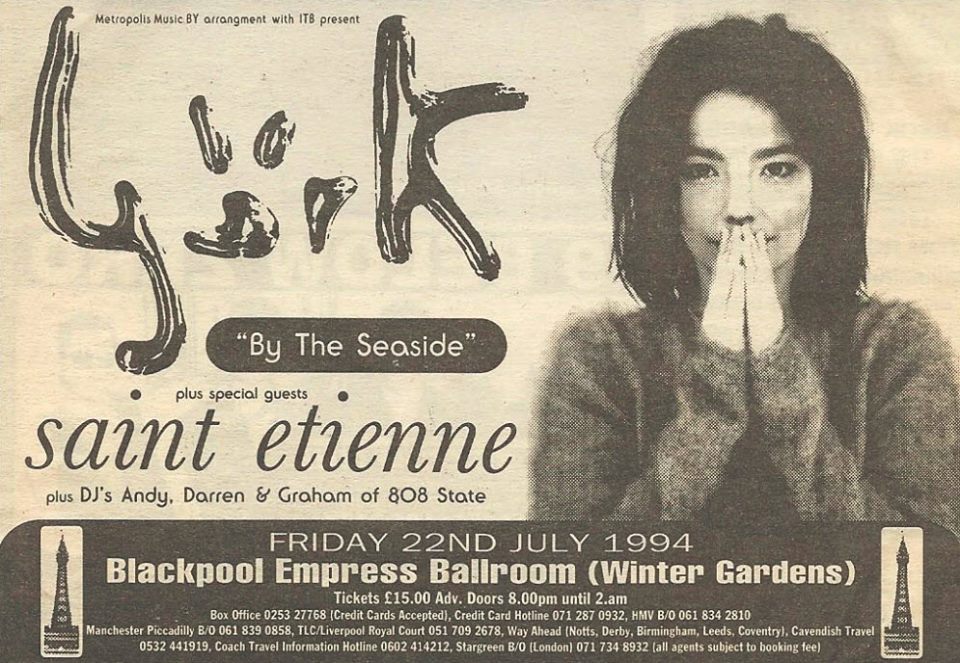 Metropolis Music BY arrangment with ITB present
björk
“By The Seaside”
plus special guests
saint etienne
plus DJ's Andy, Darren & Graham of 808 State
FRIDAY 22ND JULY 1994
Blackpool Empress Ballroom (Winter Gardens)
Tickets £15.00 Adv. Doors 8.00pm until 2.am
Box Office 0253 27768 (Credit Cards Accepted), Credit Card Hotline 071 287 0932, HMV B/O 061 834 2810
Manchester Piccadilly B/O 061 839 0858, TLC/Liverpool Royal Court 051 709 2678, Way Ahead (Notts, Derby, Birmingham, Leeds, Coventry), Cavendish Travel
0532 441919, Coach Travel Information Hotline 0602 414212, Stargreen B/O (London) 071 734 8932 (all agents subject to booking fee)